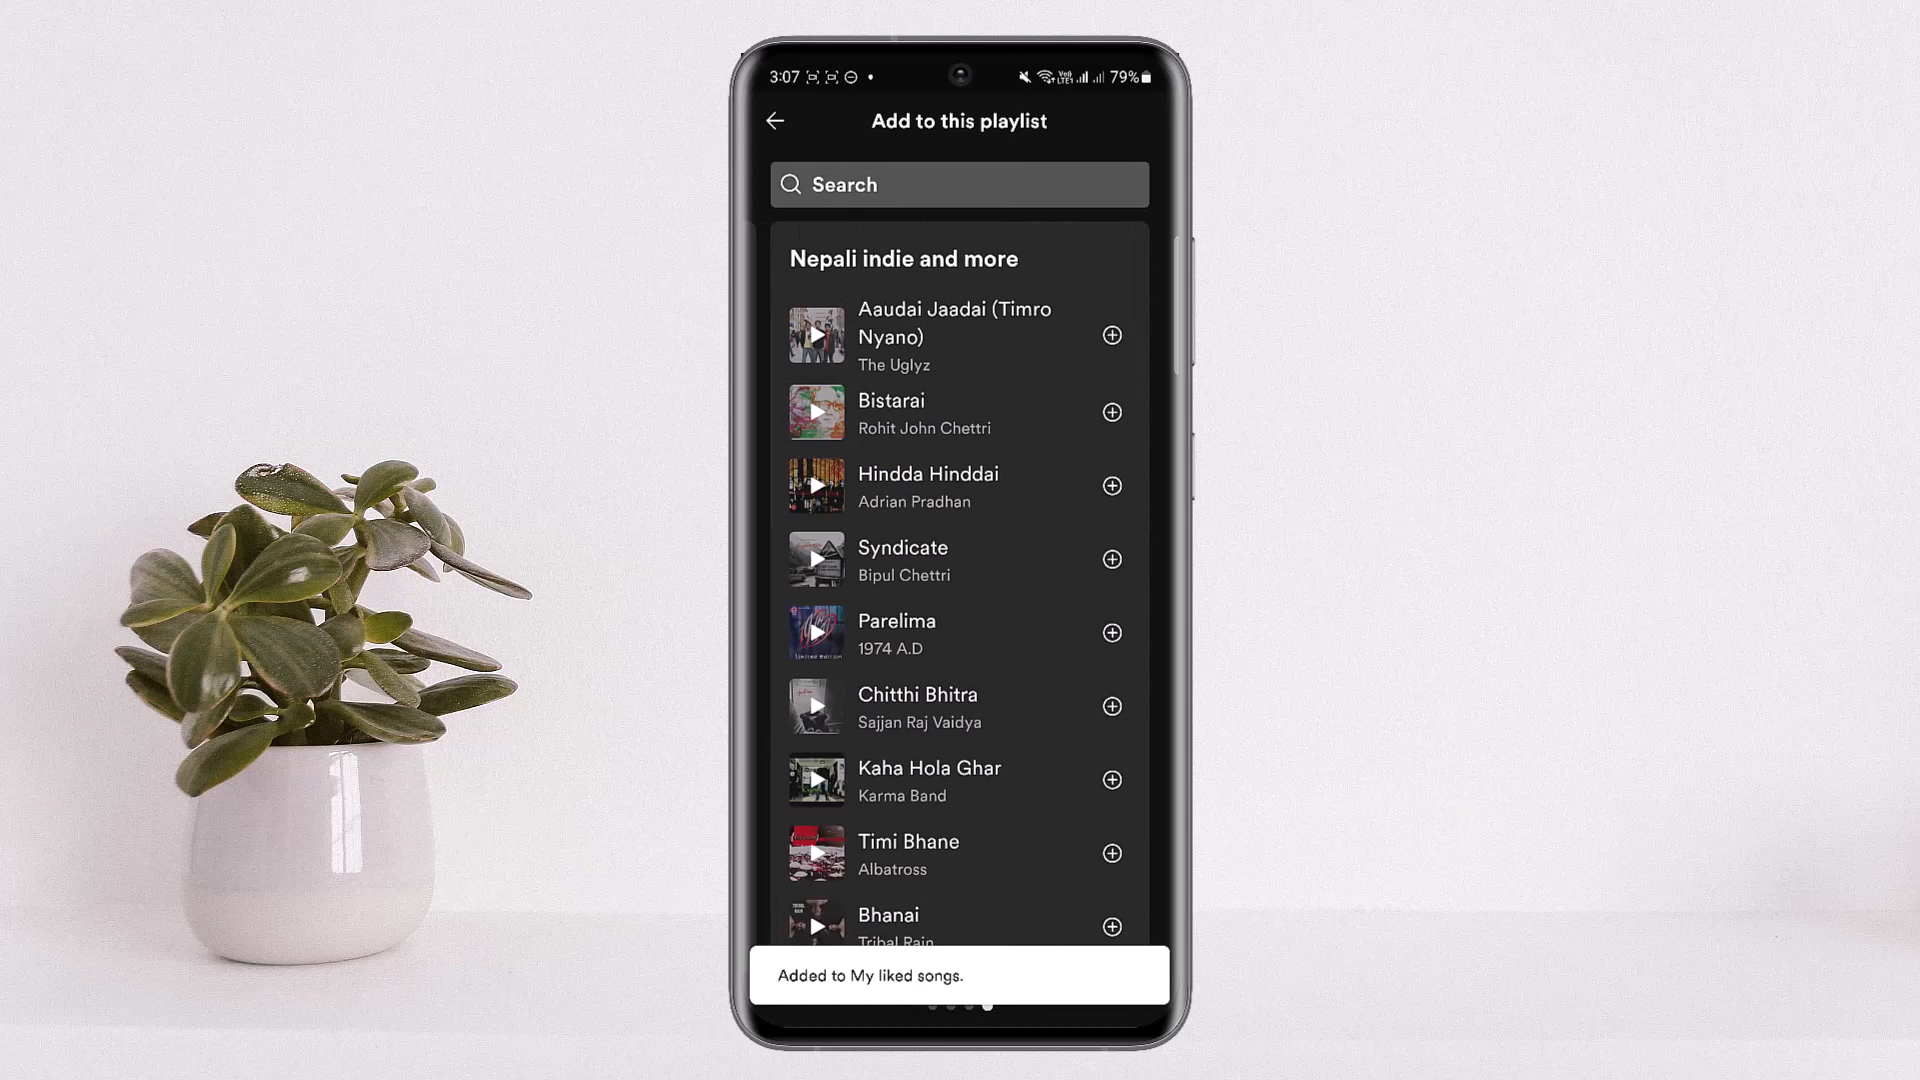 3:07
79%
Add to this playlist
Search
Nepali indie and more
Aaudai Jaadai (Timro
Nyano)
The Uglyz
Bistarai
Rohit John Chettri
Hindda Hinddai
Adrian Pradhan
Syndicate
Bipul Chettri
Parelima
1974 A.D
Chitthi Bhitra
Sajjan Raj Vaidya
Kaha Hola Ghar
Karma Band
Timi Bhane
Albatross
Bhanai
Tribal Rain
Added to My liked songs.